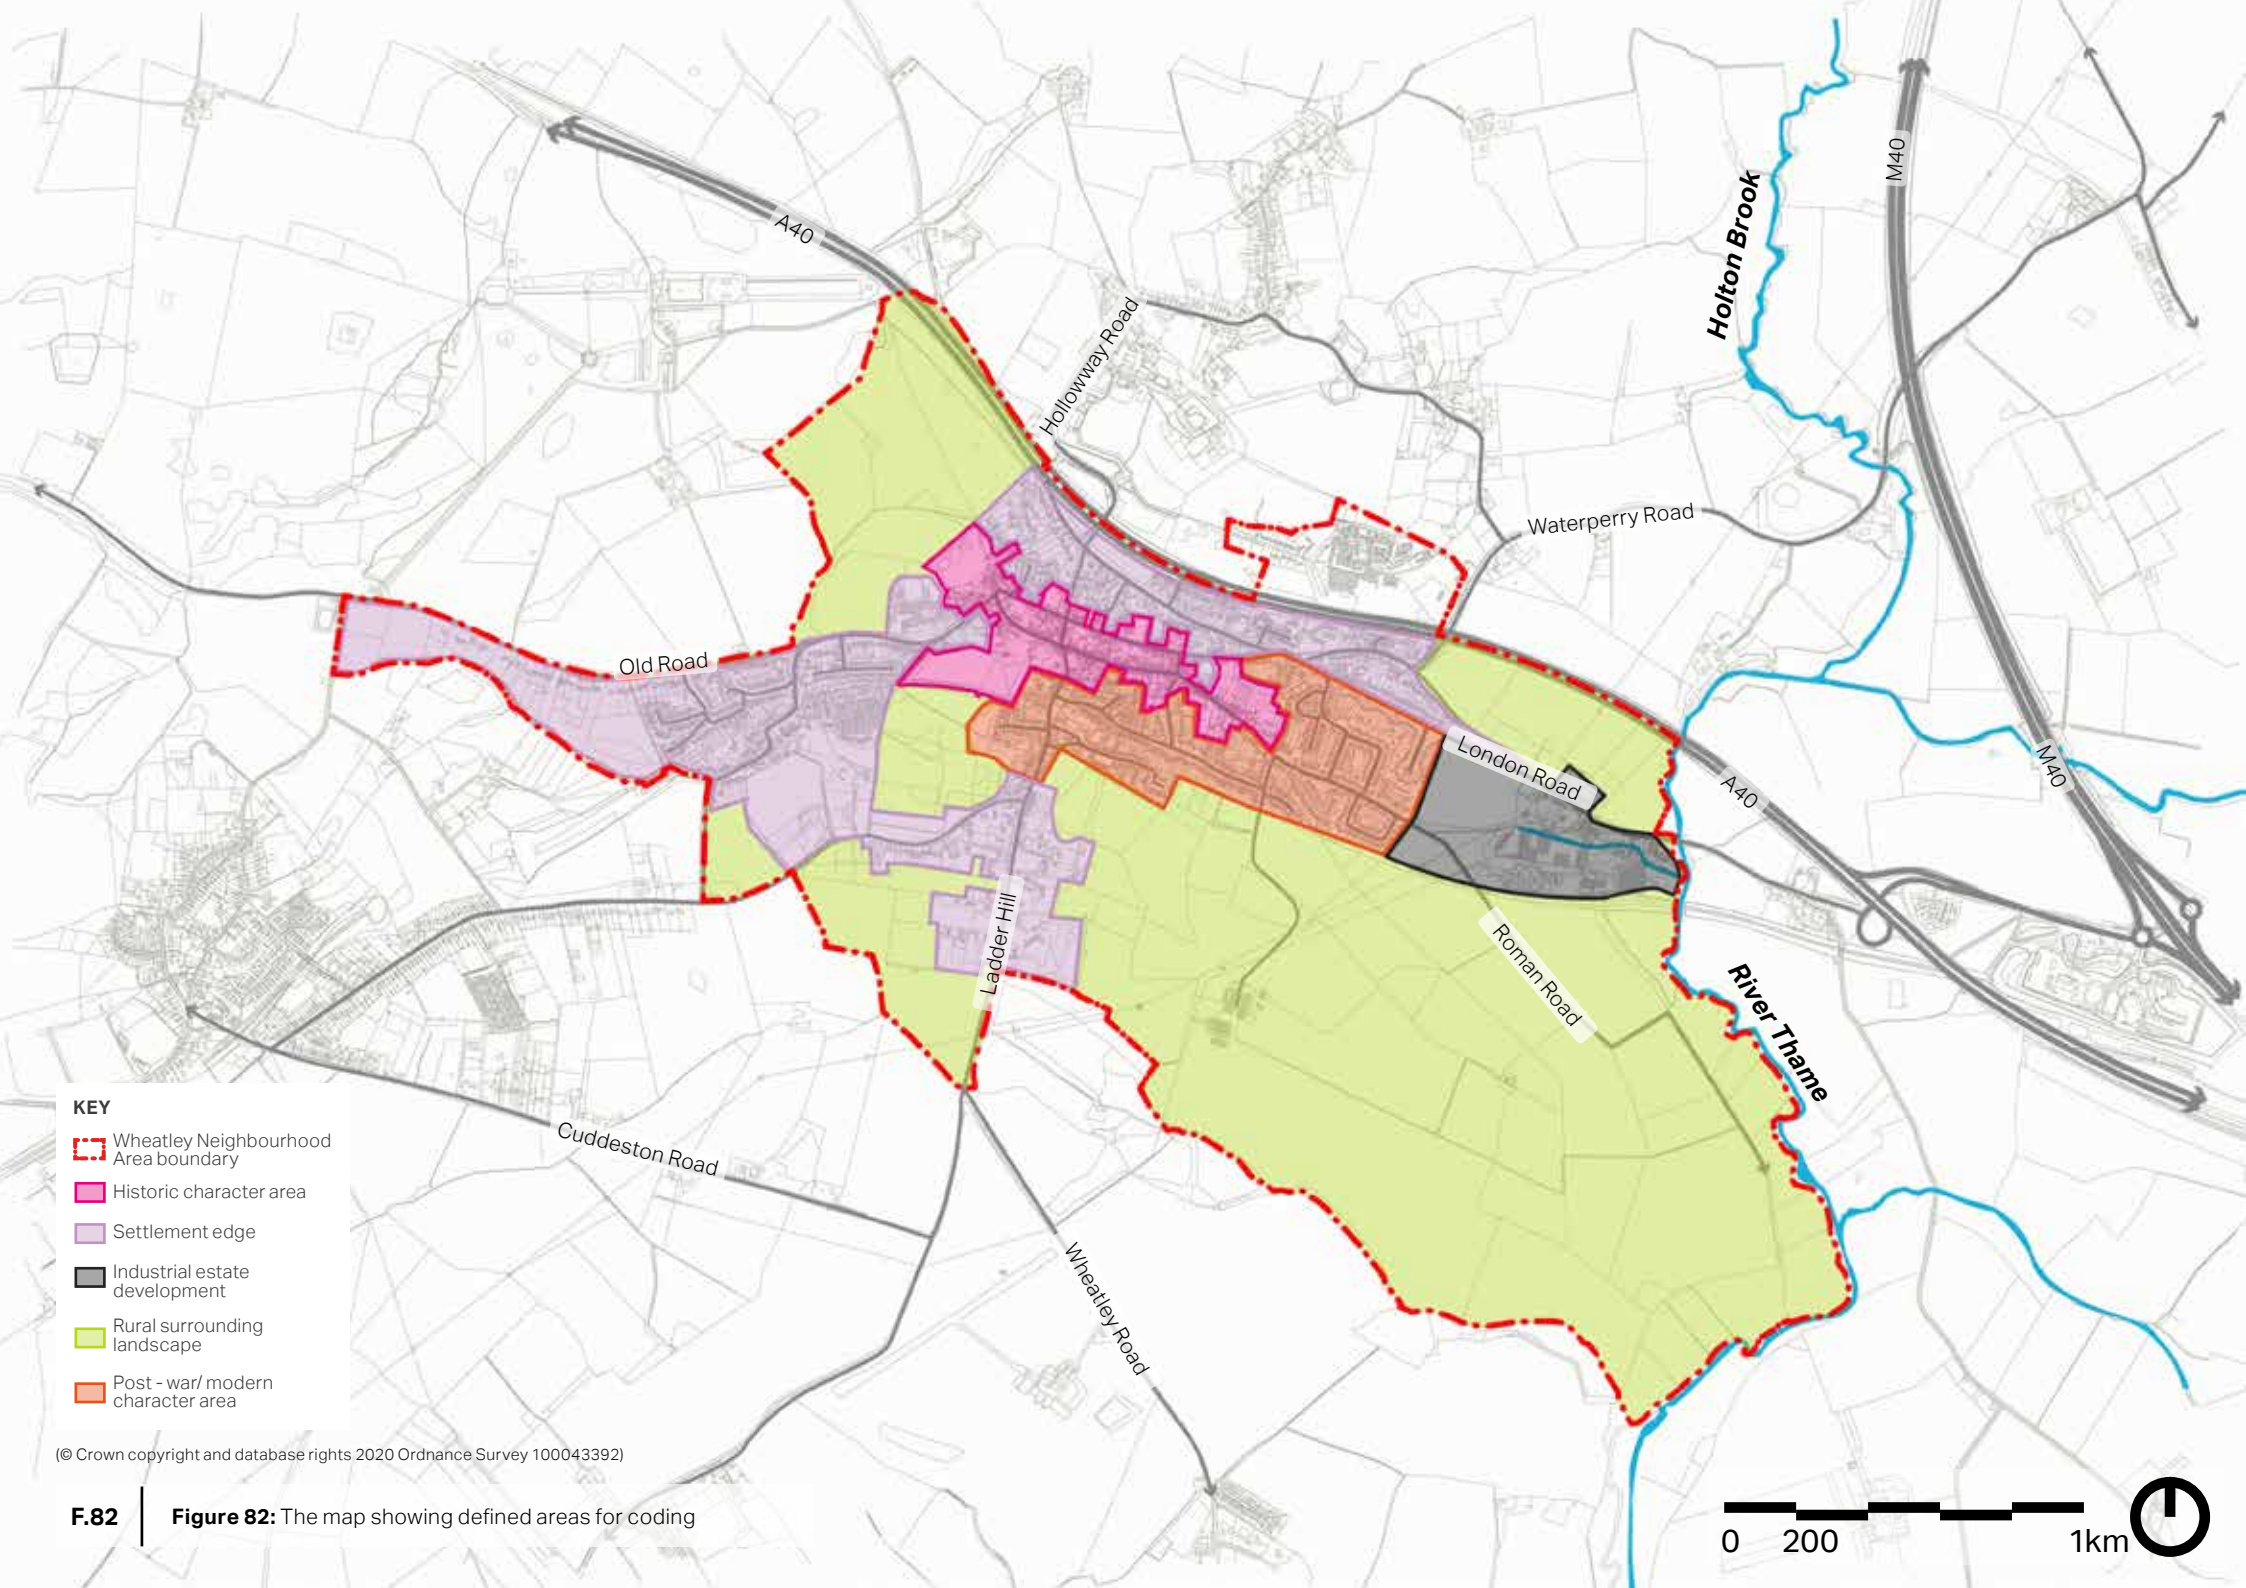 A40
M40
Holton Brook
Hollowway Road
Waterperry Road
Old Road
London Road
A40
M40
Ladder Hill
Roman Road
River Thame
Cuddeston Road
Wheatley Road
KEY
Wheatley Neighbourhood
Area boundary
Historic character area
Settlement edge
Industrial estate
development
Rural surrounding
landscape
Post - war/ modern
character area
(© Crown copyright and database rights 2020 Ordnance Survey 100043392)
F.82
Figure 82: The map showing defined areas for coding
0 200 1km